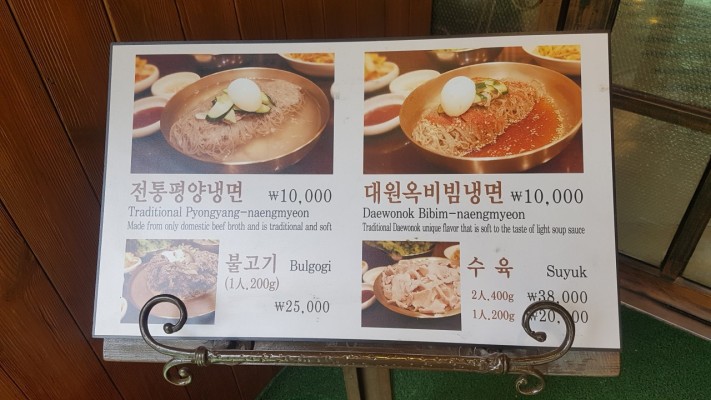 전통평양냉면 ₩10,000
Traditional Pyongyang-naengmyeon
Made from only domestic beef broth and is traditional and soft
대원옥비빔냉면 ₩10,000
Daewonok Bibim-naengmyeon
Traditional Daewonok unique flavor that is soft to the taste of light soup sauce
불고기 Bulgogi
(1人, 200g)
₩25,000
수육 Suyuk
2人, 400g ₩38,000
1人, 200g ₩20,000